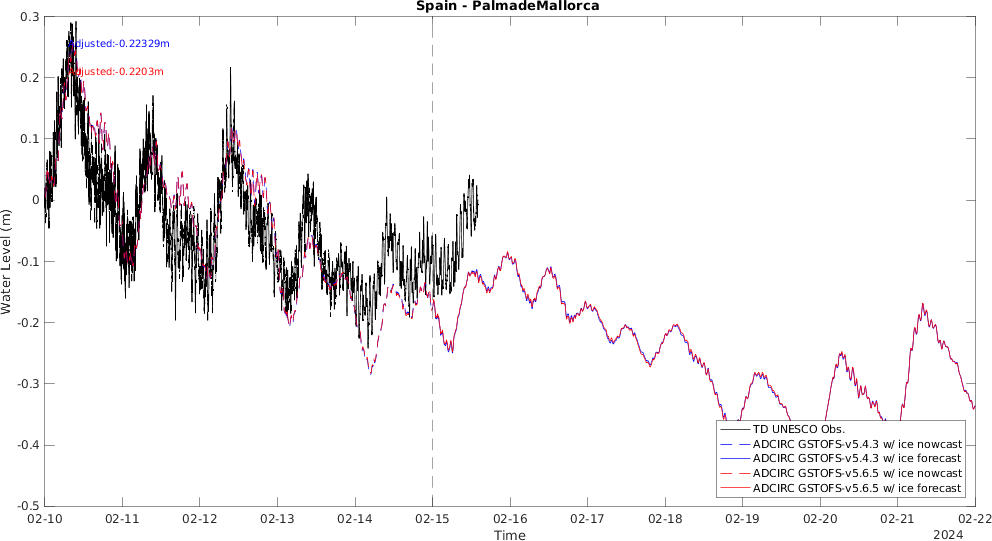 Spain - PalmadeMallorca
0.3
0.2
0.1
0
-0.1
-0.2
-0.3
-0.4
-0.5
Water Level (m)
Adjusted:-0.22329m
Adjusted:-0.2203m
TD UNESCO Obs.
ADCIRC GSTOFS-v5.4.3 w/ ice nowcast
ADCIRC GSTOFS-v5.4.3 w/ ice forecast
ADCIRC GSTOFS-v5.6.5 w/ ice nowcast
ADCIRC GSTOFS-v5.6.5 w/ ice forecast
02-10 02-11 02-12 02-13 02-14 02-15 02-16 02-17 02-18 02-19 02-20 02-21 02-22
Time
2024